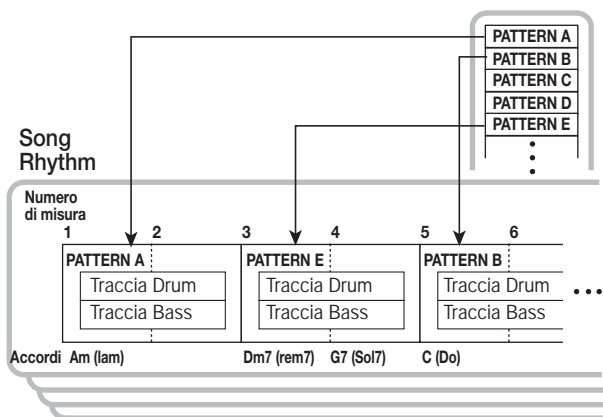 PATTERN A
PATTERN B
PATTERN C
PATTERN D
PATTERN E
Song
Rhythm
Numero
di misura
1 2 3 4 5 6
PATTERN A PATTERN E PATTERN B
Traccia Drum Traccia Drum Traccia Drum
Traccia Bass Traccia Bass Traccia Bass
Accordi Am (lam) Dm7 (rem7) G7 (Sol7) C (Do)